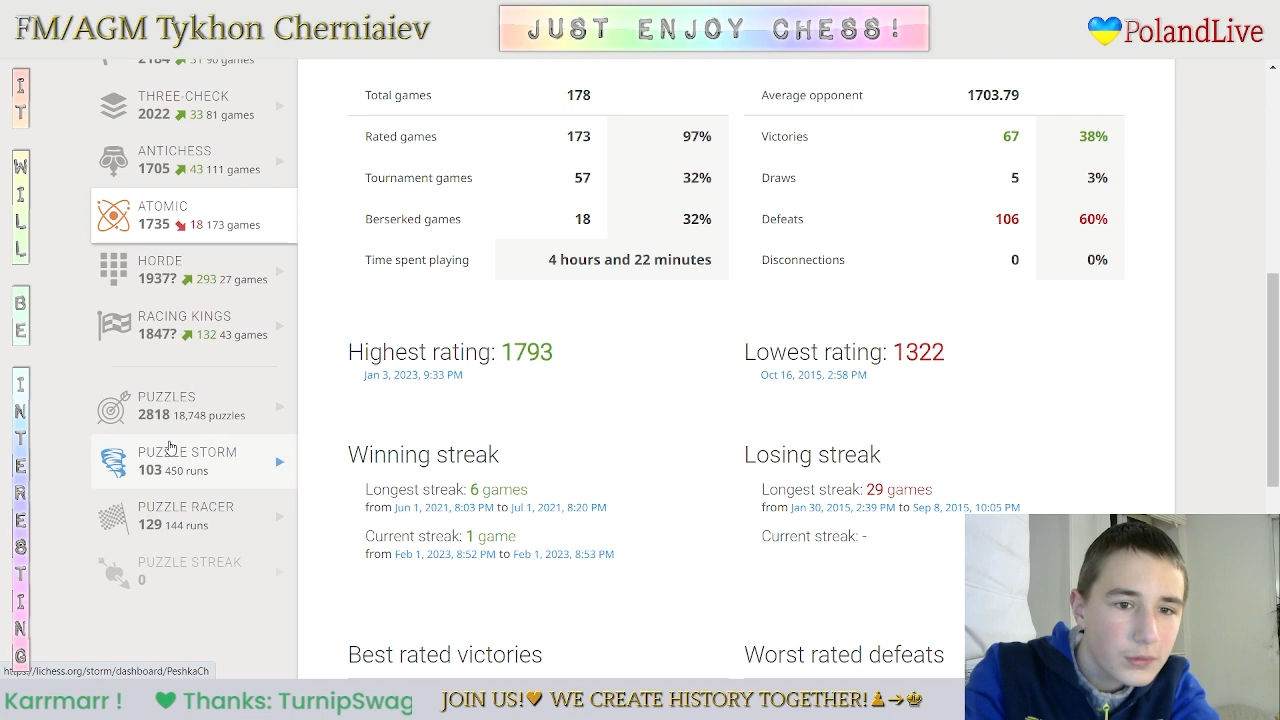 FM/AGM Tykhon Cherniaiev
JUST ENJOY CHESS!
PolandLive
IT WILL BE INTERESTING
2184 31 90 games
THREE-CHECK
2022 33 81 games
ANTICHESS
1705 43 111 games
ATOMIC
1735 18 173 games
HORDE
1937? 293 27 games
RACING KINGS
1847? 132 43 games
PUZZLES
2818 18,748 puzzles
PUZZLE STORM
103 450 runs
PUZZLE RACER
129 144 runs
PUZZLE STREAK
0
https://lichess.org/storm/dashboard/PeshkaCh
Total games 178
Rated games 173 97%
Tournament games 57 32%
Berserked games 18 32%
Time spent playing 4 hours and 22 minutes
Average opponent 1703.79
Victories 67 38%
Draws 5 3%
Defeats 106 60%
Disconnections 0 0%
Highest rating: 1793
Jan 3, 2023, 9:33 PM
Lowest rating: 1322
Oct 16, 2015, 2:58 PM
Winning streak
Longest streak: 6 games
from Jun 1, 2021, 8:03 PM to Jul 1, 2021, 8:20 PM
Current streak: 1 game
from Feb 1, 2023, 8:52 PM to Feb 1, 2023, 8:53 PM
Losing streak
Longest streak: 29 games
from Jan 30, 2015, 2:39 PM to Sep 8, 2015, 10:05 PM
Current streak: -
Best rated victories
Worst rated defeats
Karrmarr ! Thanks: TurnipSwag
JOIN US! WE CREATE HISTORY TOGETHER!